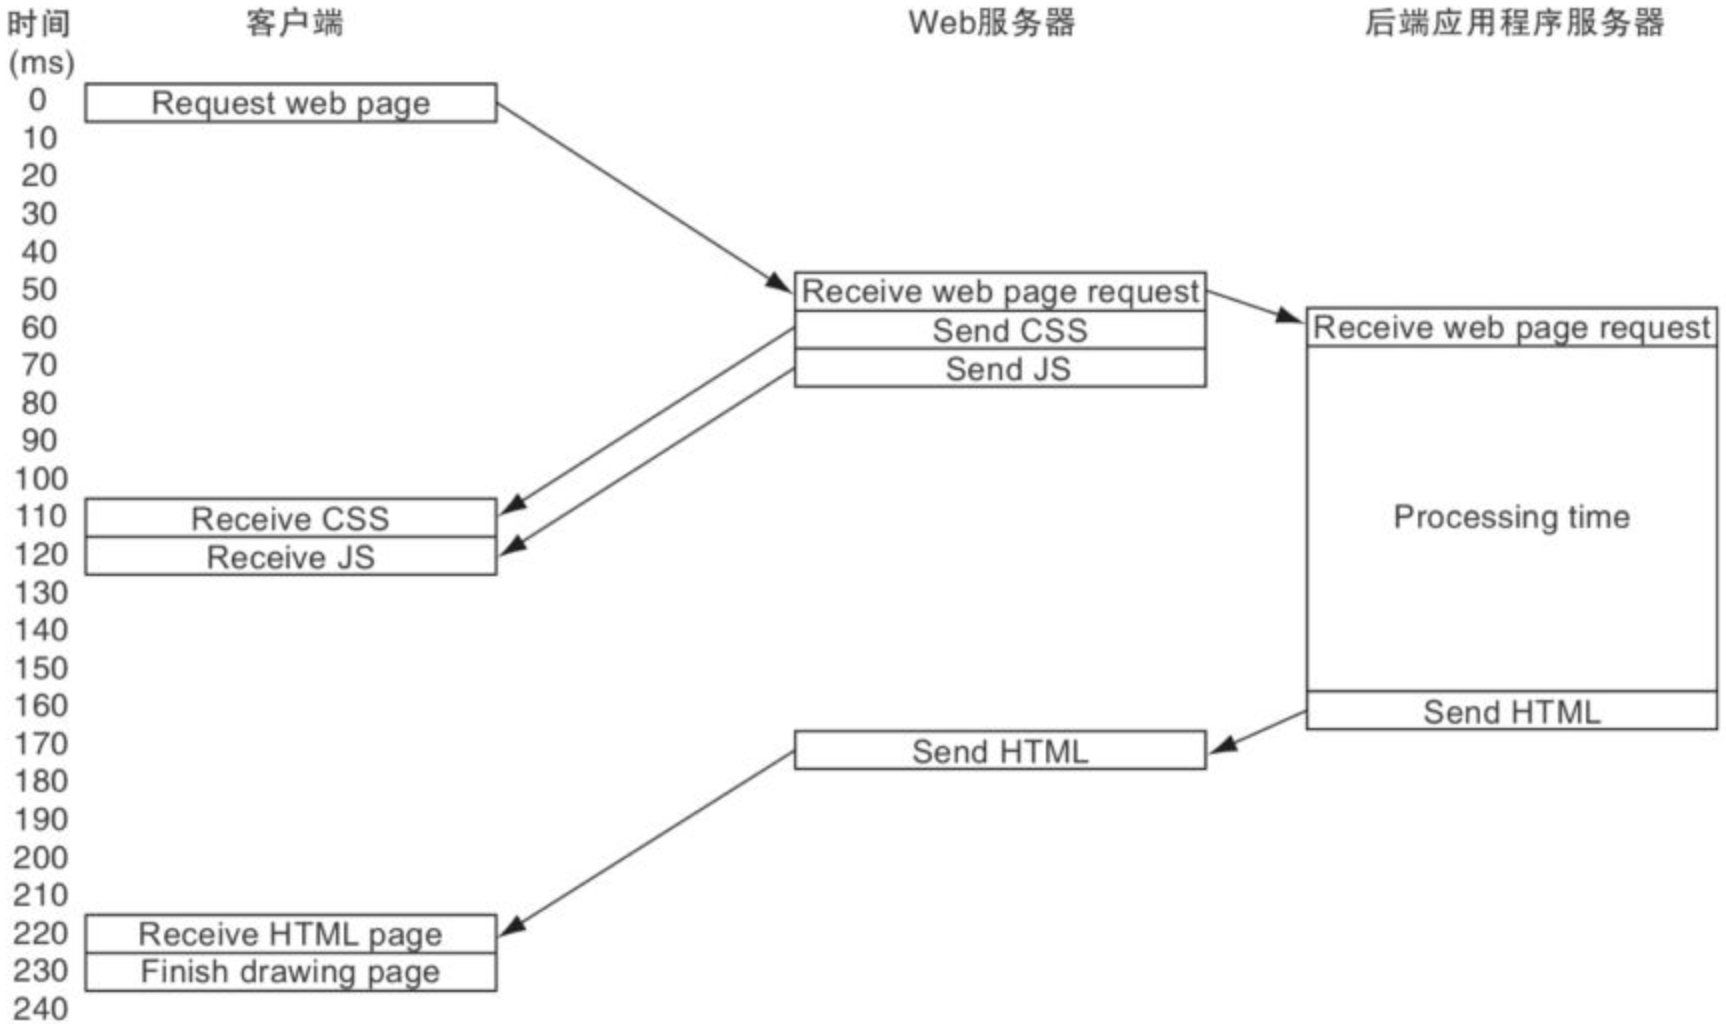 时间 客户端 Web服务器 后端应用程序服务器
(ms)
0 Request web page
10
20
30
40
50 Receive web page request
60 Send CSS Receive web page request
70 Send JS
80
90
100
110 Receive CSS Processing time
120 Receive JS
130
140
150
160 Send HTML
170 Send HTML
180
190
200
210
220 Receive HTML page
230 Finish drawing page
240